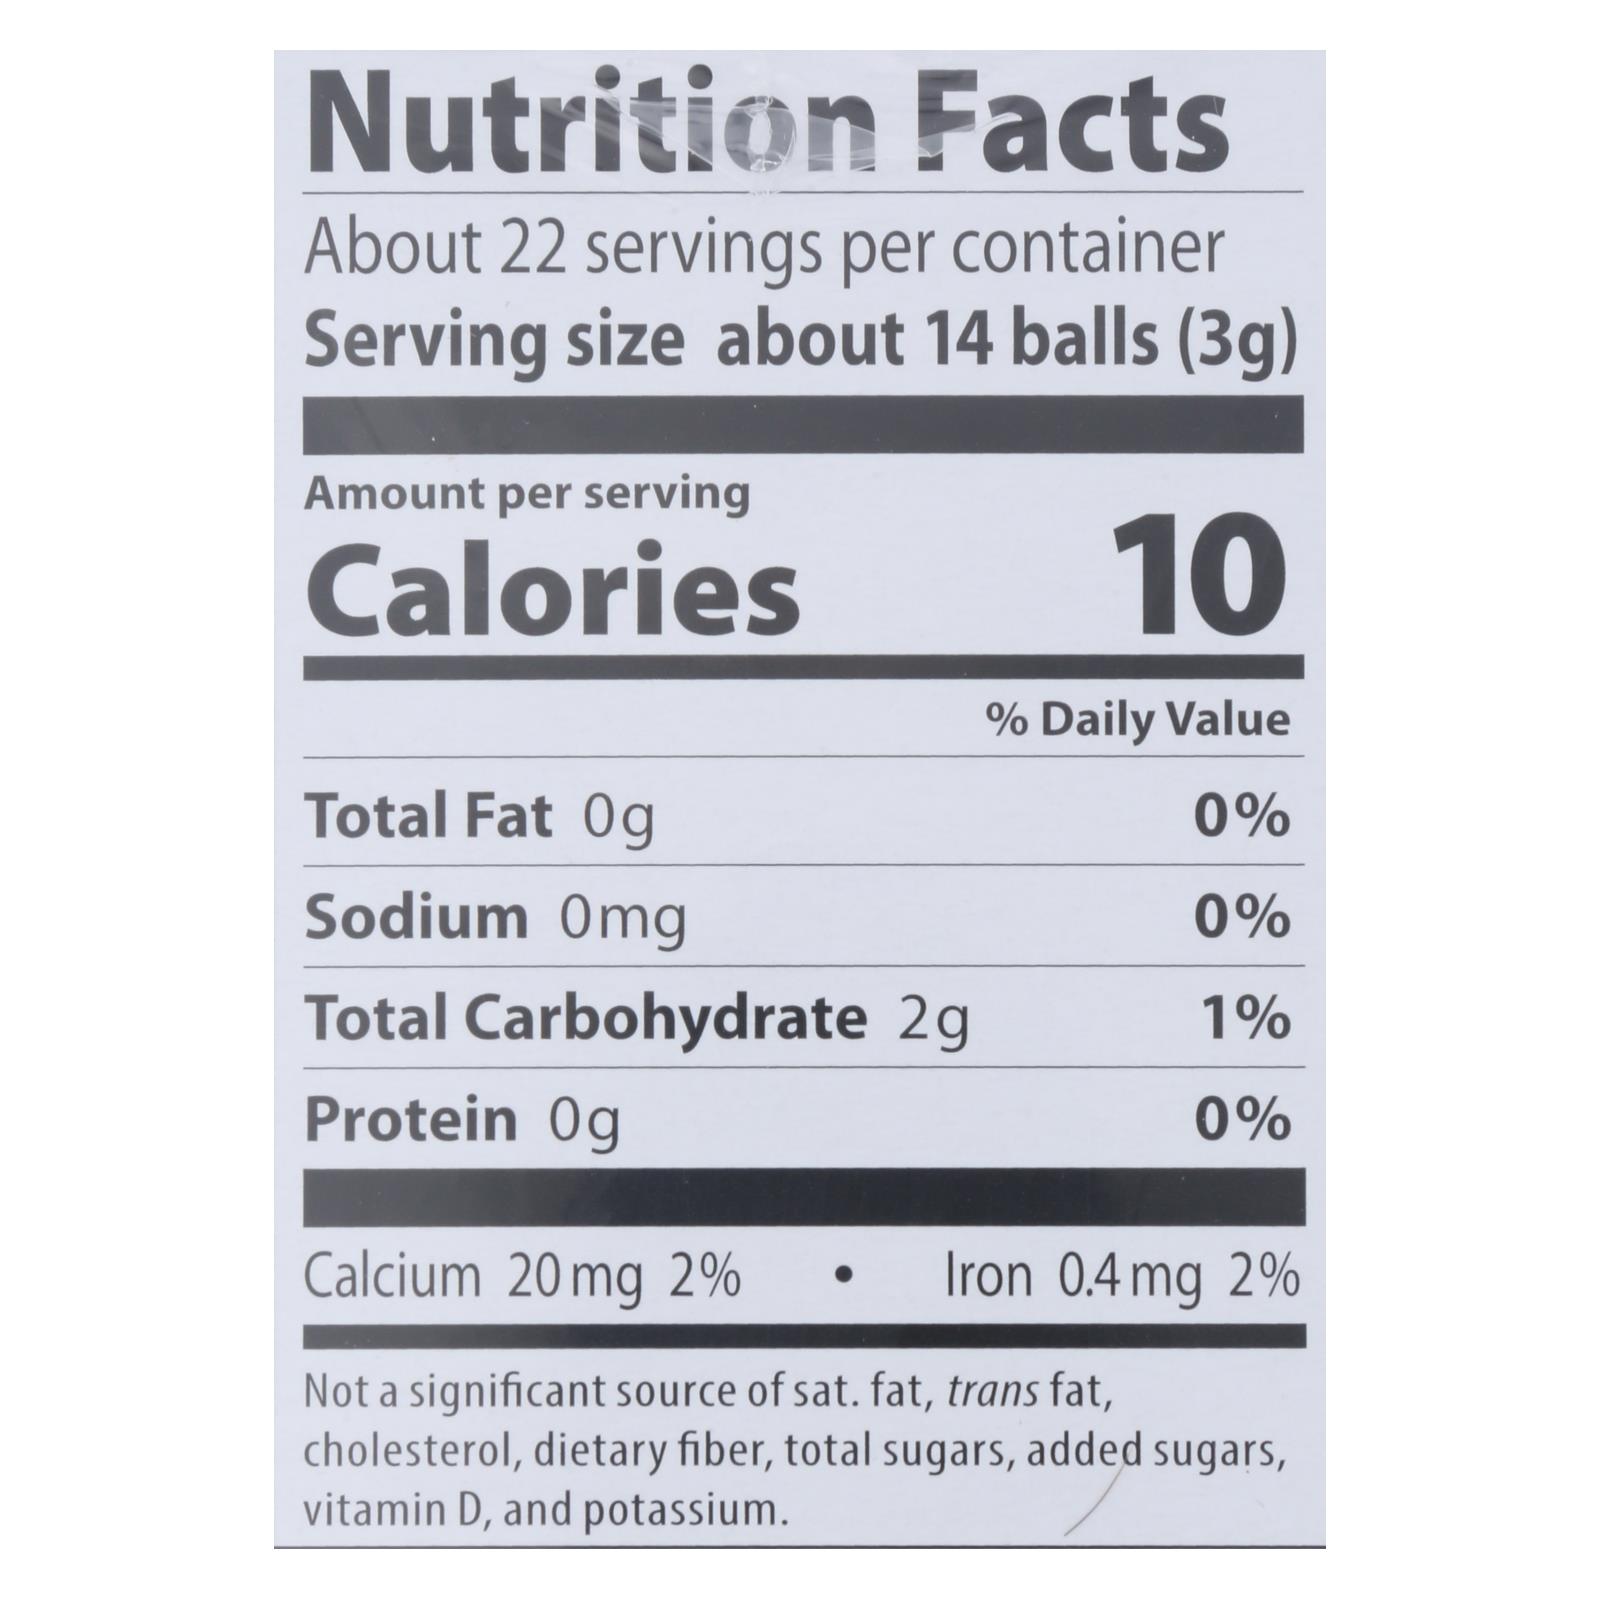 Nutrition Facts
About 22 servings per container
Serving size about 14 balls (3g)
Amount per serving
Calories 10
% Daily Value
Total Fat 0g 0%
Sodium 0mg 0%
Total Carbohydrate 2g 1%
Protein 0g 0%
Calcium 20mg 2% • Iron 0.4mg 2%
Not a significant source of sat. fat, trans fat,
cholesterol, dietary fiber, total sugars, added sugars,
vitamin D, and potassium.